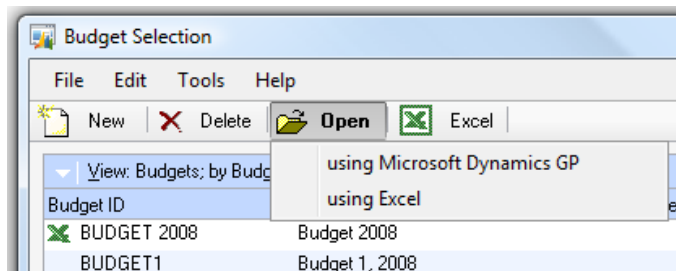 Budget Selection
File Edit Tools Help
New Delete Open Excel
using Microsoft Dynamics GP
View: Budgets; by Budg
using Excel
Budget ID
BUDGET 2008 Budget 2008
BUDGET1 Budget 1, 2008